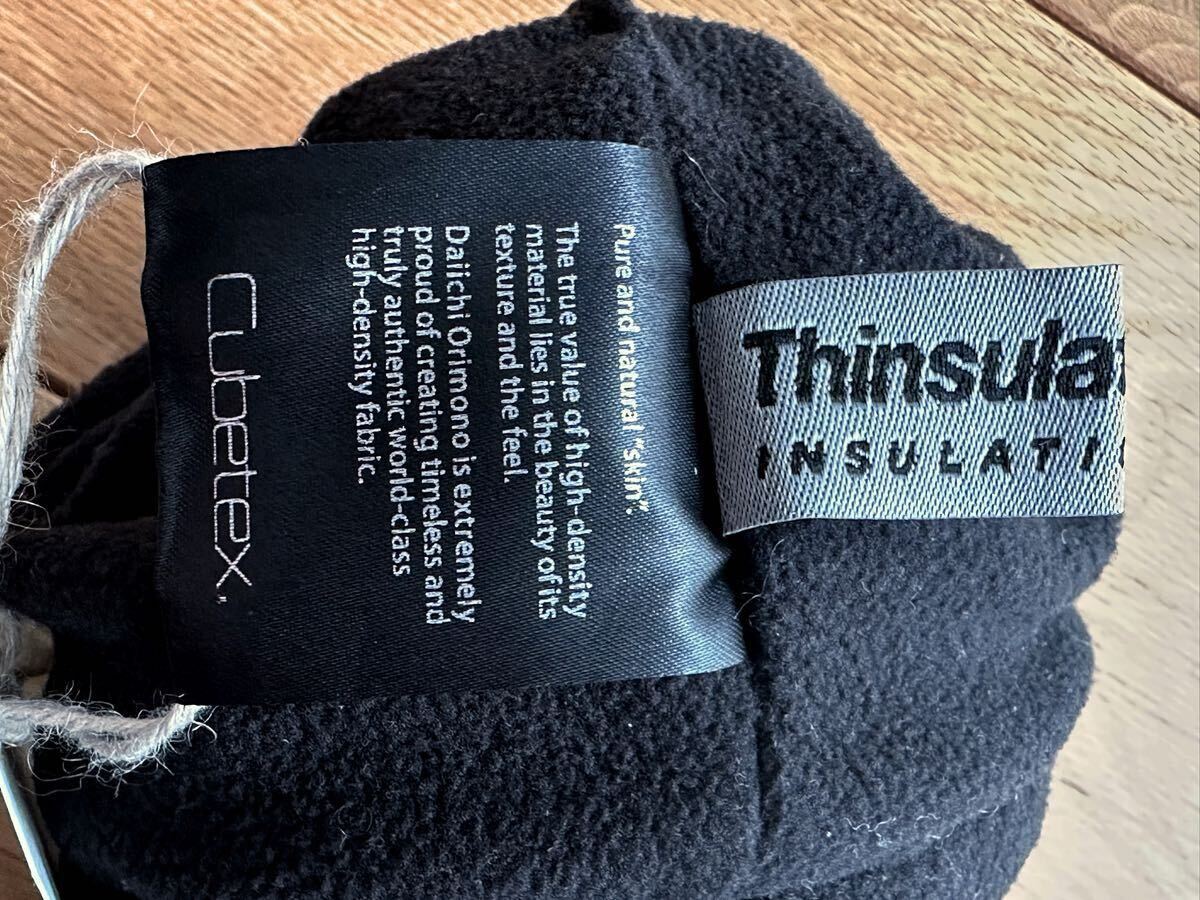 Pure and natural "skin".
The true value of high-density
material lies in the beauty of its
texture and the feel.
Daiichi Orimono is extremely
proud of creating timeless and
truly authentic world-class
high-density fabric.
Cubetex
Thinsula
INSULATI